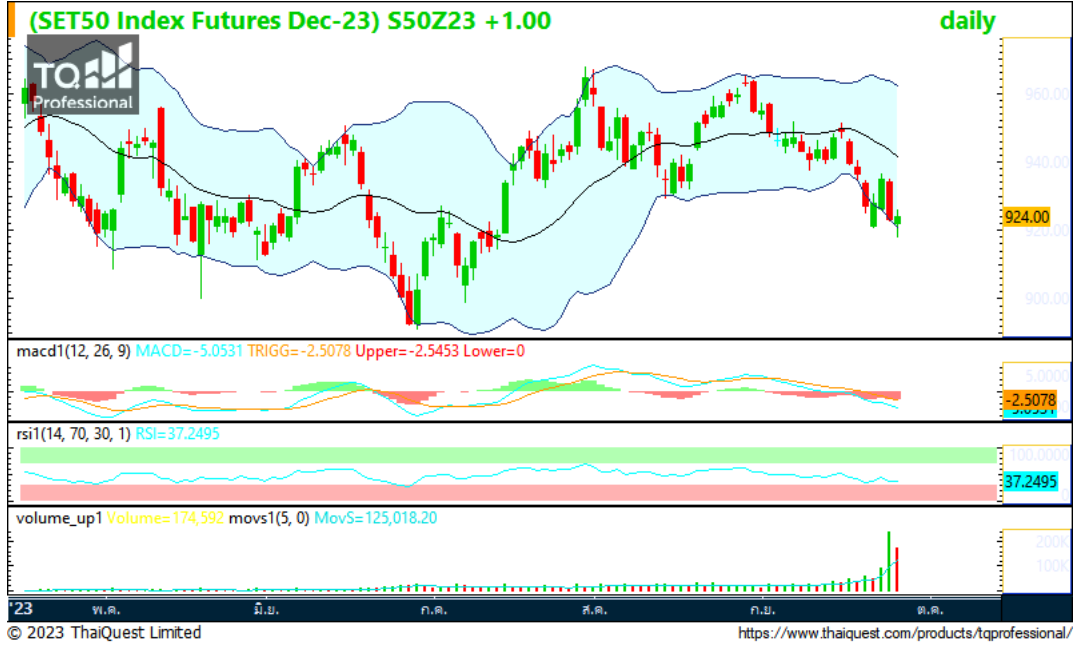 (SET50 Index Futures Dec-23) S50Z23 +1.00 daily
TQ
Professional
960.00
940.00
924.00
920.00
900.00
macd1(12, 26, 9) MACD=-5.0531 TRIGG=-2.5078 Upper=-2.5453 Lower=0
5.0000
-2.5078
rsi1(14, 70, 30, 1) RSI=37.2495
100.0000
37.2495
volume_up1 Volume=174,592 movs1(5, 0) MovS=125,018.20
200K
100K
'23 พ.ค. มิ.ย. ก.ค. ส.ค. ก.ย. ต.ค.
© 2023 ThaiQuest Limited https://www.thaiquest.com/products/tqprofessional/